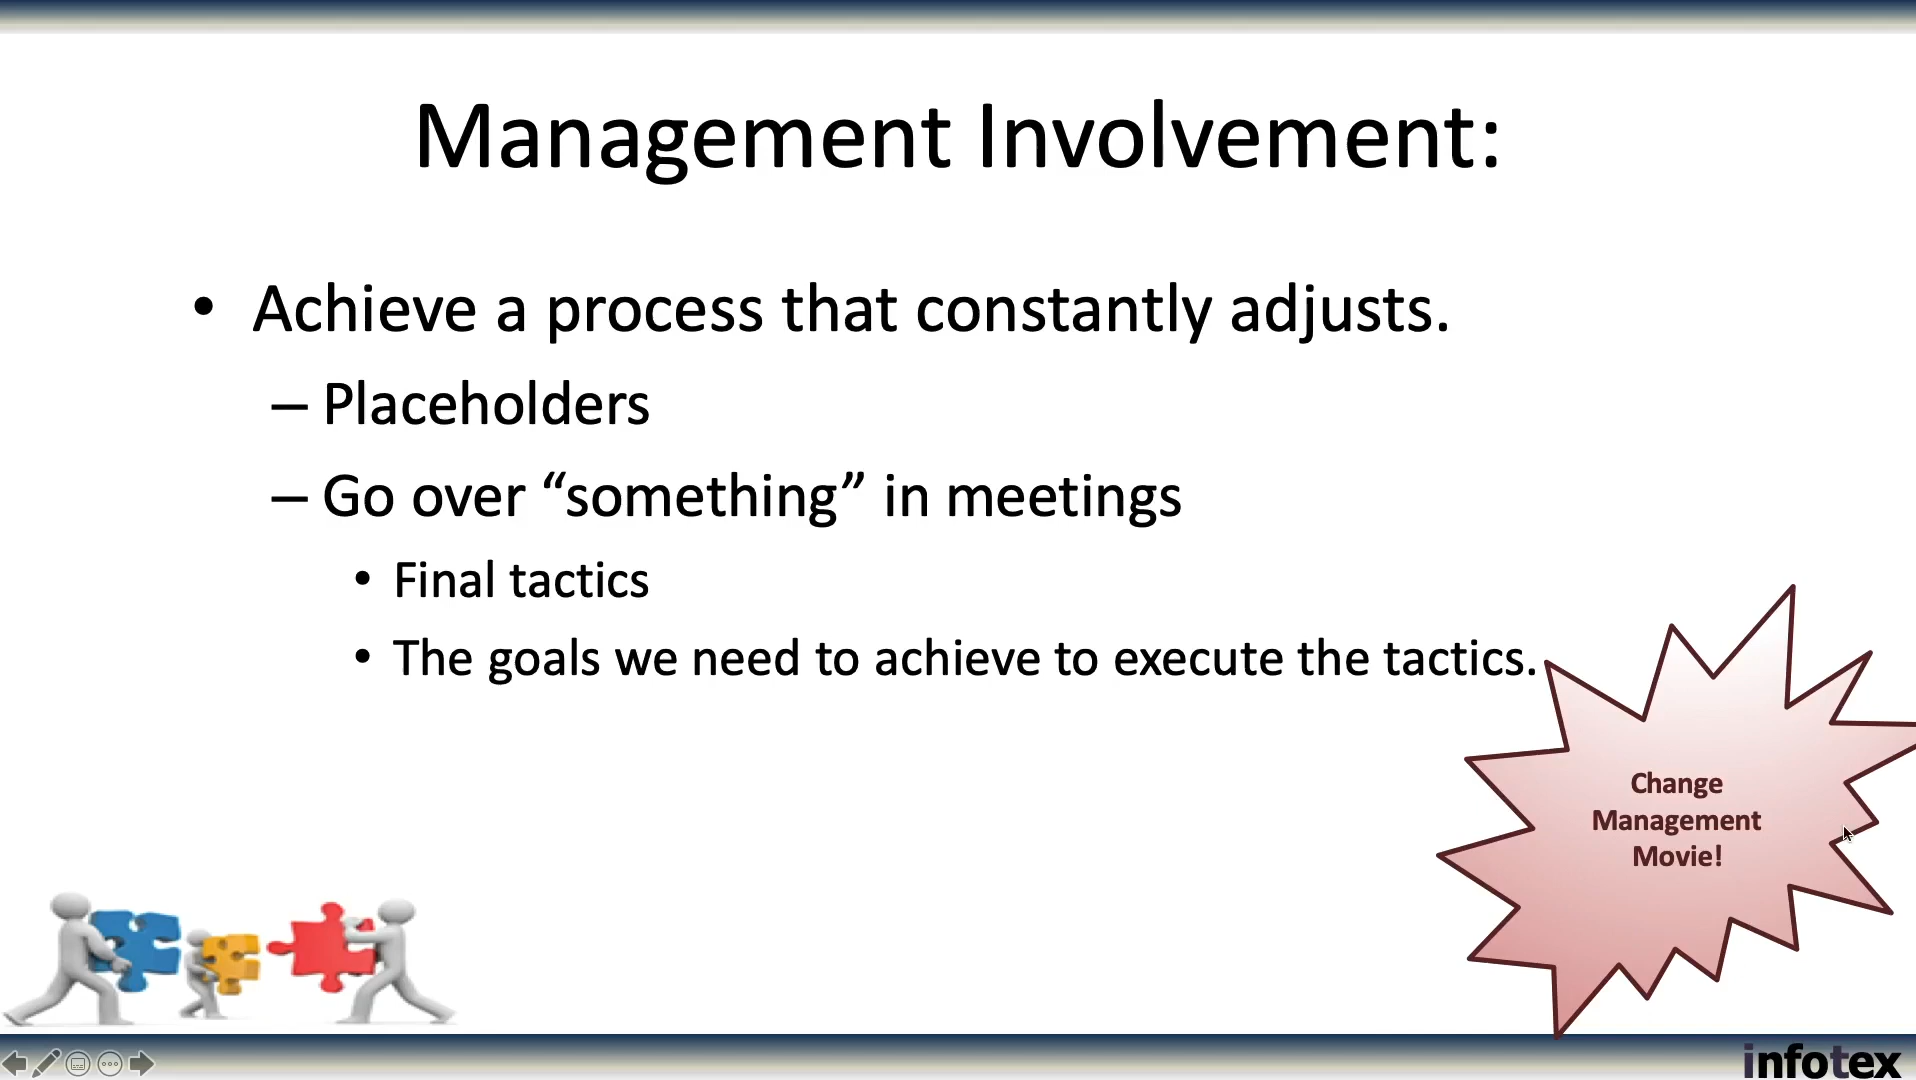 Management Involvement:
• Achieve a process that constantly adjusts.
– Placeholders
– Go over “something” in meetings
• Final tactics
• The goals we need to achieve to execute the tactics.
Change
Management
Movie!
infotex